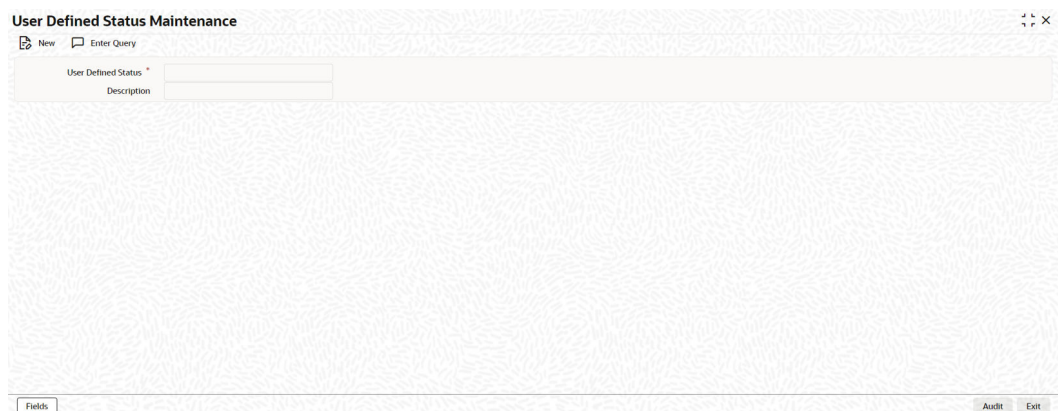 User Defined Status Maintenance
New Enter Query
User Defined Status *
Description
Fields Audit Exit